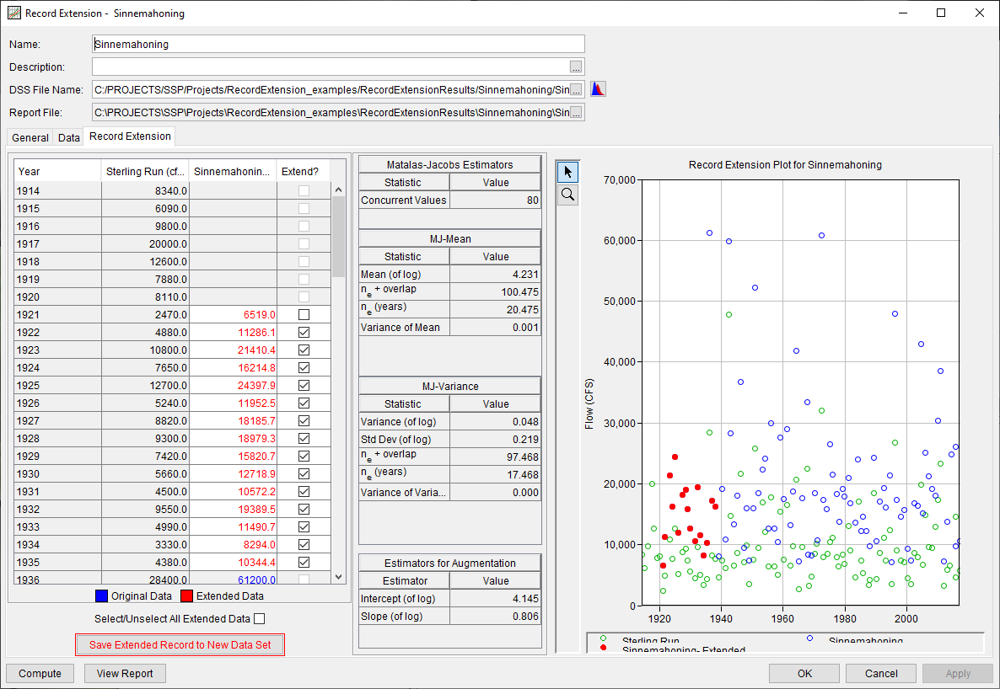 Record Extension - Sinnemahoning
Name: Sinnemahoning
Description: ...
DSS File Name: C:/PROJECTS/SSP/Projects/RecordExtension_examples/RecordExtensionResults/Sinnemahoning/Sin ...
Report File: C:\PROJECTS\SSP\Projects\RecordExtension_examples\RecordExtensionResults\Sinnemahoning\Sin ...
General Data Record Extension
Year Sterling Run (cf... Sinnemahonin... Extend?
1914 8340.0
1915 6090.0
1916 9800.0
1917 20000.0
1918 12600.0
1919 7880.0
1920 8110.0
1921 2470.0 6519.0
1922 4880.0 11286.1
1923 10800.0 21410.4
1924 7650.0 16214.8
1925 12700.0 24397.9
1926 5240.0 11952.5
1927 8820.0 18185.7
1928 9300.0 18979.3
1929 7420.0 15820.7
1930 5660.0 12718.9
1931 4500.0 10572.2
1932 9550.0 19389.5
1933 4990.0 11490.7
1934 3330.0 8294.0
1935 4380.0 10344.4
1936 28400.0 61200.0
Original Data Extended Data
Select/Unselect All Extended Data
Save Extended Record to New Data Set
Matalas-Jacobs Estimators
Statistic Value
Concurrent Values 80
MJ-Mean
Statistic Value
Mean (of log) 4.231
ne + overlap 100.475
ne (years) 20.475
Variance of Mean 0.001
MJ-Variance
Statistic Value
Variance (of log) 0.048
Std Dev (of log) 0.219
ne + overlap 97.468
ne (years) 17.468
Variance of Varia... 0.000
Estimators for Augmentation
Estimator Value
Intercept (of log) 4.145
Slope (of log) 0.806
Record Extension Plot for Sinnemahoning
Flow (CFS)
70,000
60,000
50,000
40,000
30,000
20,000
10,000
0
1920 1940 1960 1980 2000
Sterling Run Sinnemahoning
Sinnemahoning- Extended
Compute View Report OK Cancel Apply